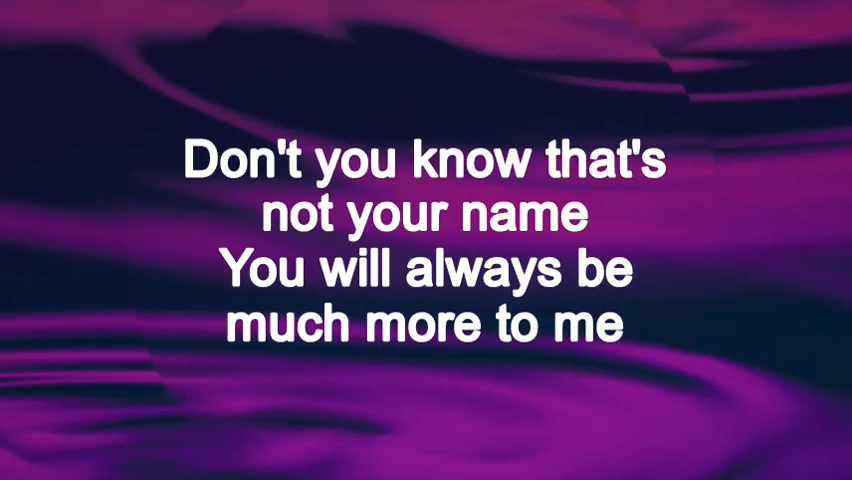 Don't you know that's
not your name
You will always be
much more to me